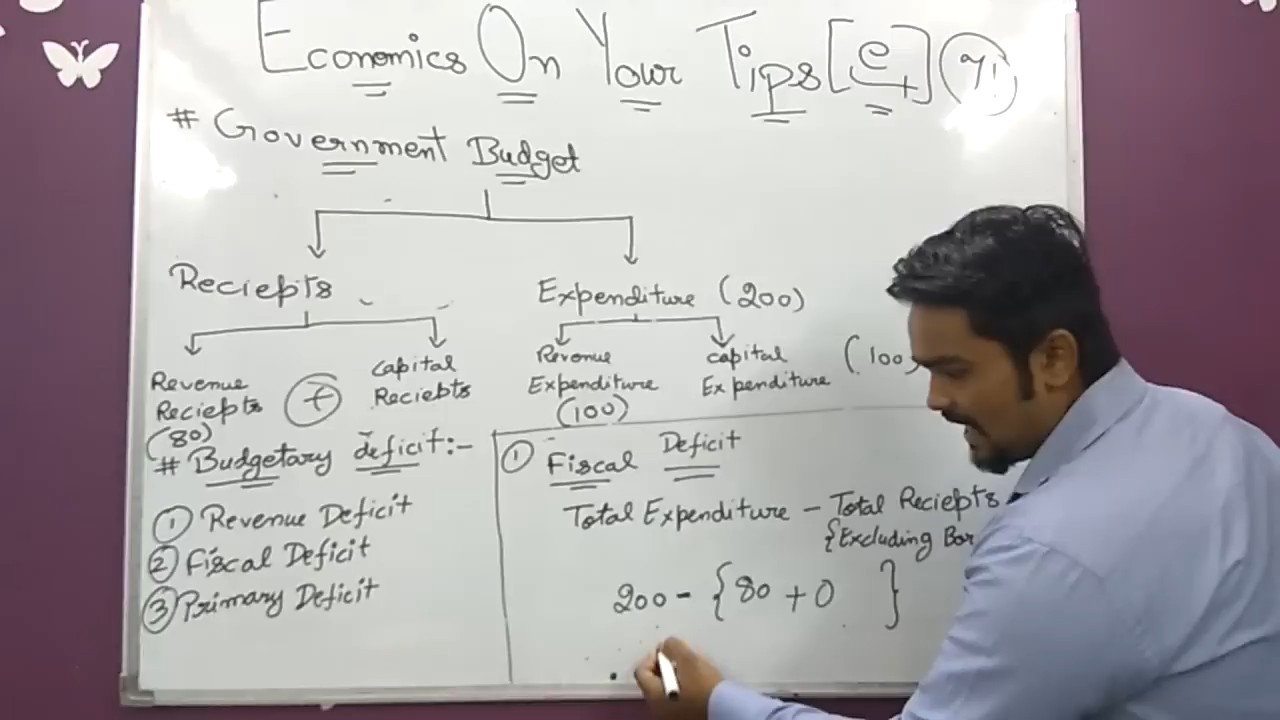 Economics On Your Tips [e+]
# Government Budget
Reciepts
Expenditure (200)
Revenue
Reciepts
(80)
+
Capital
Reciepts
Revenue
Expenditure
(100)
capital
Expenditure
(100
# Budgetary deficit:-
① Revenue Deficit
② Fiscal Deficit
③ Primary Deficit
① Fiscal Deficit
Total Expenditure - Total Reciepts
{Excluding Bor
200 - {80 + 0 }